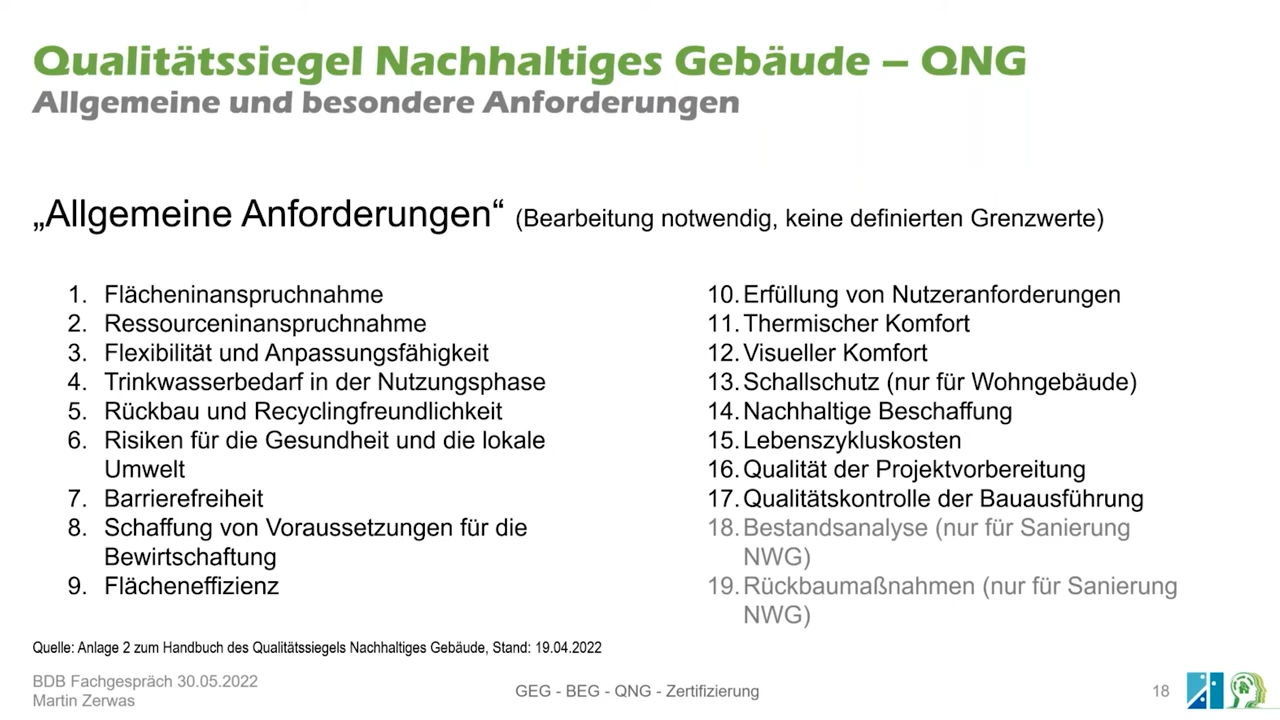 Qualitätssiegel Nachhaltiges Gebäude – QNG
Allgemeine und besondere Anforderungen
„Allgemeine Anforderungen“ (Bearbeitung notwendig, keine definierten Grenzwerte)
1. Flächeninanspruchnahme
2. Ressourceninanspruchnahme
3. Flexibilität und Anpassungsfähigkeit
4. Trinkwasserbedarf in der Nutzungsphase
5. Rückbau und Recyclingfreundlichkeit
6. Risiken für die Gesundheit und die lokale
Umwelt
7. Barrierefreiheit
8. Schaffung von Voraussetzungen für die
Bewirtschaftung
9. Flächeneffizienz
10. Erfüllung von Nutzeranforderungen
11. Thermischer Komfort
12. Visueller Komfort
13. Schallschutz (nur für Wohngebäude)
14. Nachhaltige Beschaffung
15. Lebenszykluskosten
16. Qualität der Projektvorbereitung
17. Qualitätskontrolle der Bauausführung
18. Bestandsanalyse (nur für Sanierung
NWG)
19. Rückbaumaßnahmen (nur für Sanierung
NWG)
Quelle: Anlage 2 zum Handbuch des Qualitätssiegels Nachhaltiges Gebäude, Stand: 19.04.2022
BDB Fachgespräch 30.05.2022
Martin Zerwas
GEG - BEG - QNG - Zertifizierung
18